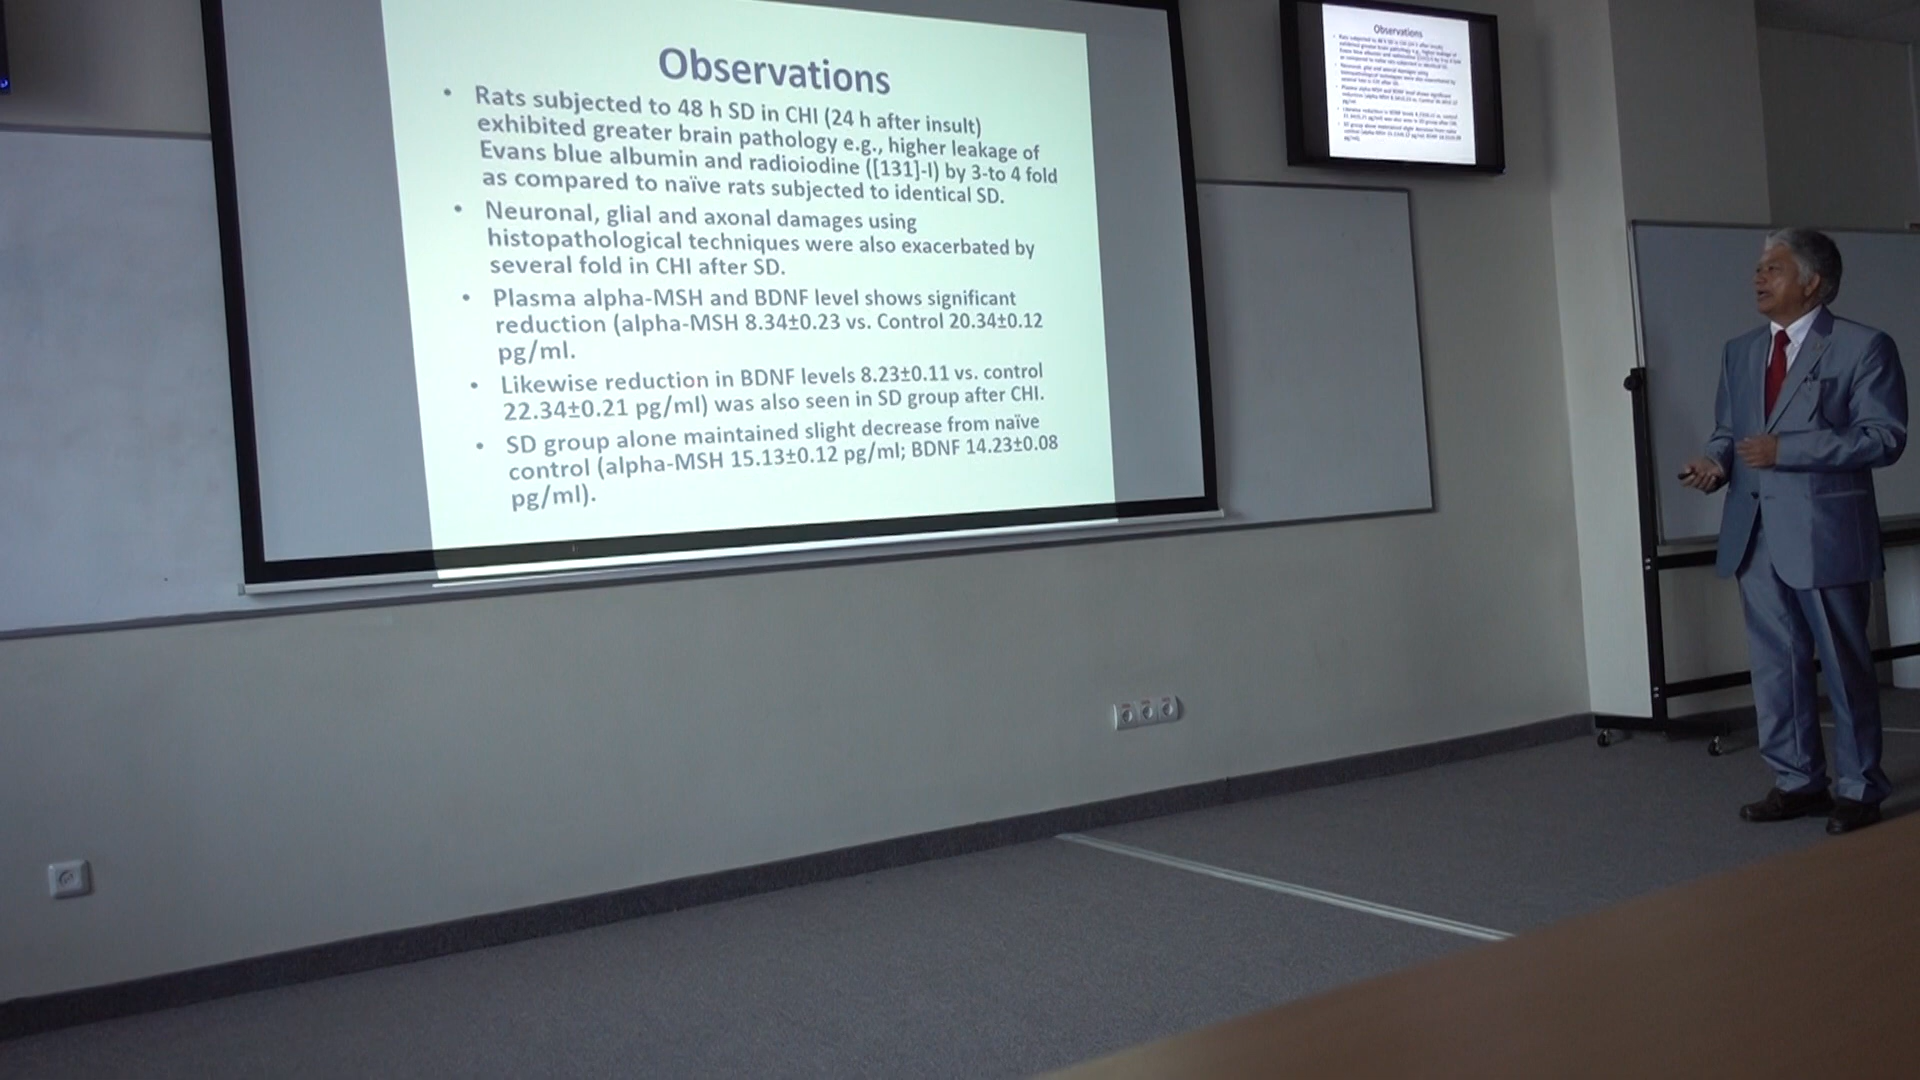 Observations
• Rats subjected to 48 h SD in CHI (24 h after insult)
exhibited greater brain pathology e.g., higher leakage of
Evans blue albumin and radioiodine ([131]-I) by 3-to 4 fold
as compared to naïve rats subjected to identical SD.
• Neuronal, glial and axonal damages using
histopathological techniques were also exacerbated by
several fold in CHI after SD.
• Plasma alpha-MSH and BDNF level shows significant
reduction (alpha-MSH 8.34±0.23 vs. Control 20.34±0.12
pg/ml.
• Likewise reduction in BDNF levels 8.23±0.11 vs. control
22.34±0.21 pg/ml) was also seen in SD group after CHI.
• SD group alone maintained slight decrease from naïve
control (alpha-MSH 15.13±0.12 pg/ml; BDNF 14.23±0.08
pg/ml).
Observations